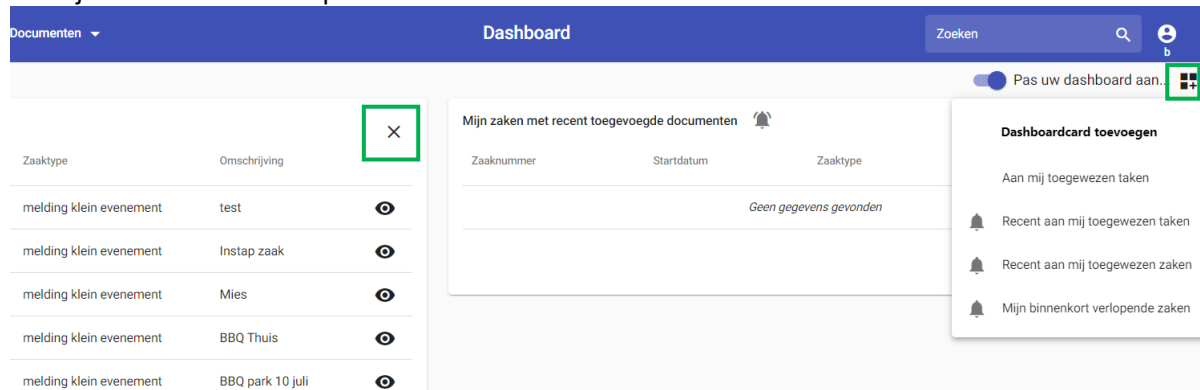 Documenten
Dashboard
Zoeken
b
Pas uw dashboard aan...
Mijn zaken met recent toegevoegde documenten
Dashboardcard toevoegen
Zaaktype Omschrijving
Zaaknummer Startdatum Zaaktype
Aan mij toegewezen taken
melding klein evenement test
Geen gegevens gevonden
Recent aan mij toegewezen taken
melding klein evenement Instap zaak
Recent aan mij toegewezen zaken
melding klein evenement Mies
Mijn binnenkort verlopende zaken
melding klein evenement BBQ Thuis
melding klein evenement BBQ park 10 juli